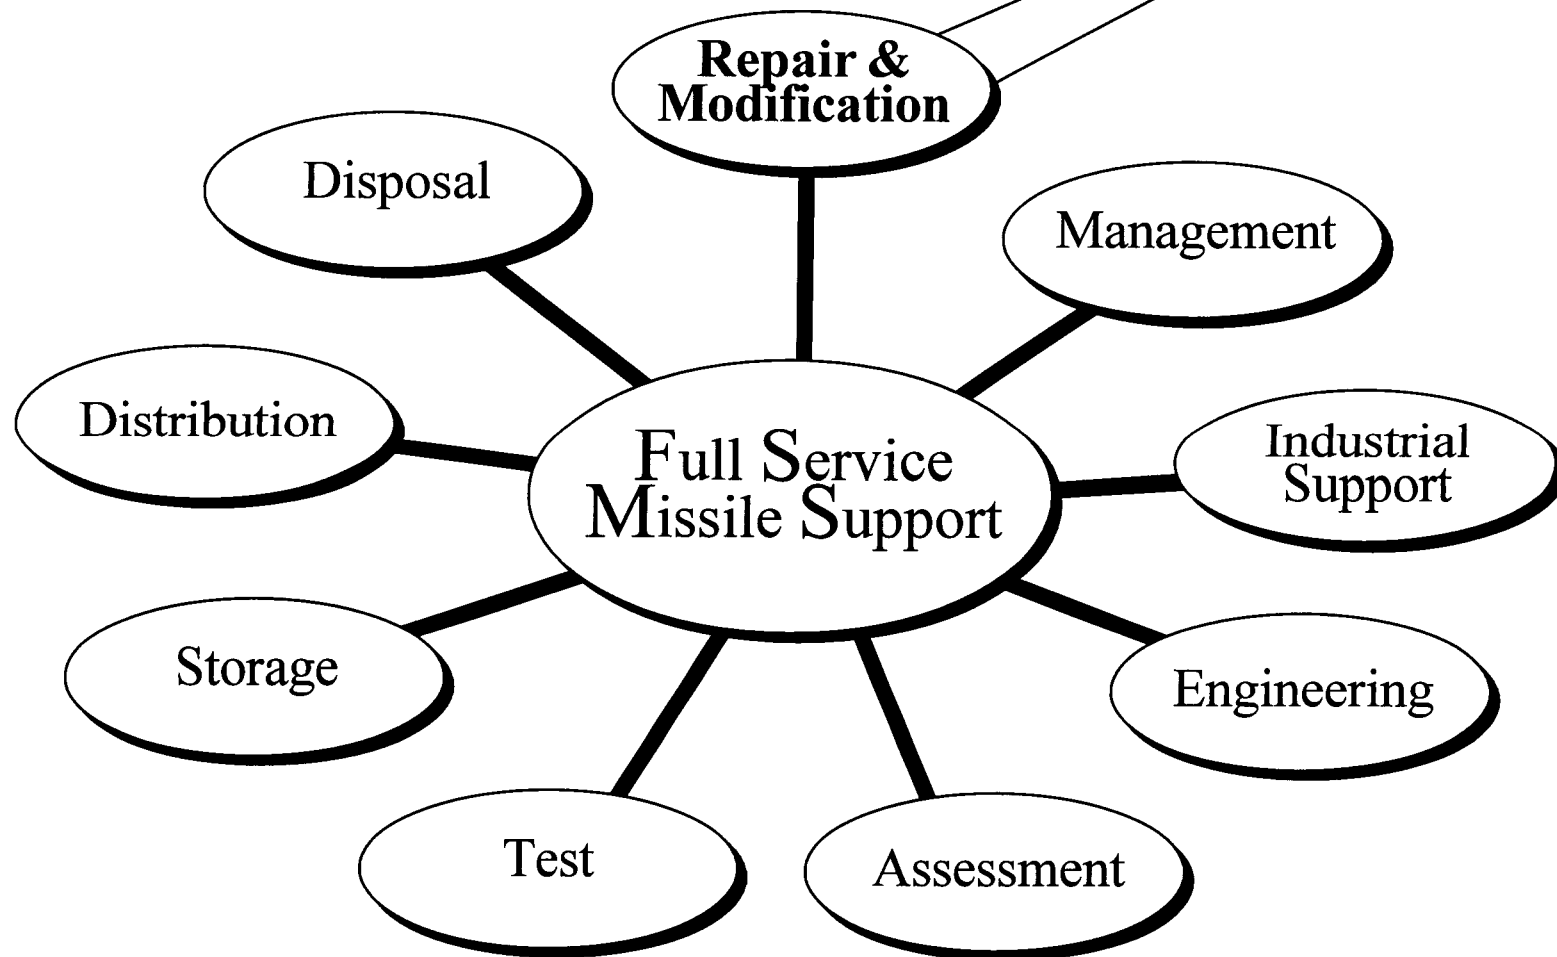 Repair &
Modification
Disposal
Management
Distribution
Full Service
Missile Support
Industrial
Support
Storage
Engineering
Test
Assessment